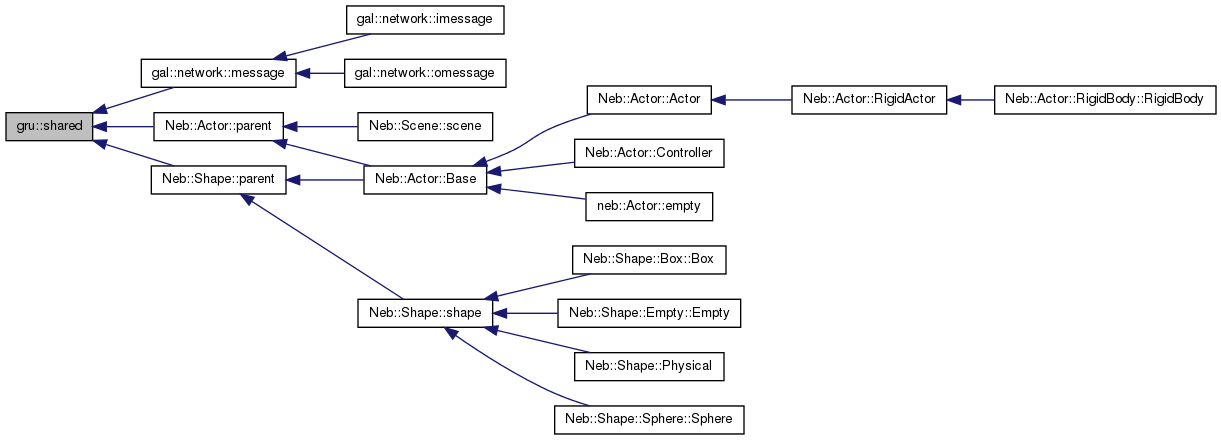 gal::network::imessage
gal::network::message
gal::network::omessage
Neb::Actor::Actor
Neb::Actor::RigidActor
Neb::Actor::RigidBody::RigidBody
gru::shared
Neb::Actor::parent
Neb::Scene::scene
Neb::Actor::Controller
Neb::Shape::parent
Neb::Actor::Base
neb::Actor::empty
Neb::Shape::Box::Box
Neb::Shape::shape
Neb::Shape::Empty::Empty
Neb::Shape::Physical
Neb::Shape::Sphere::Sphere